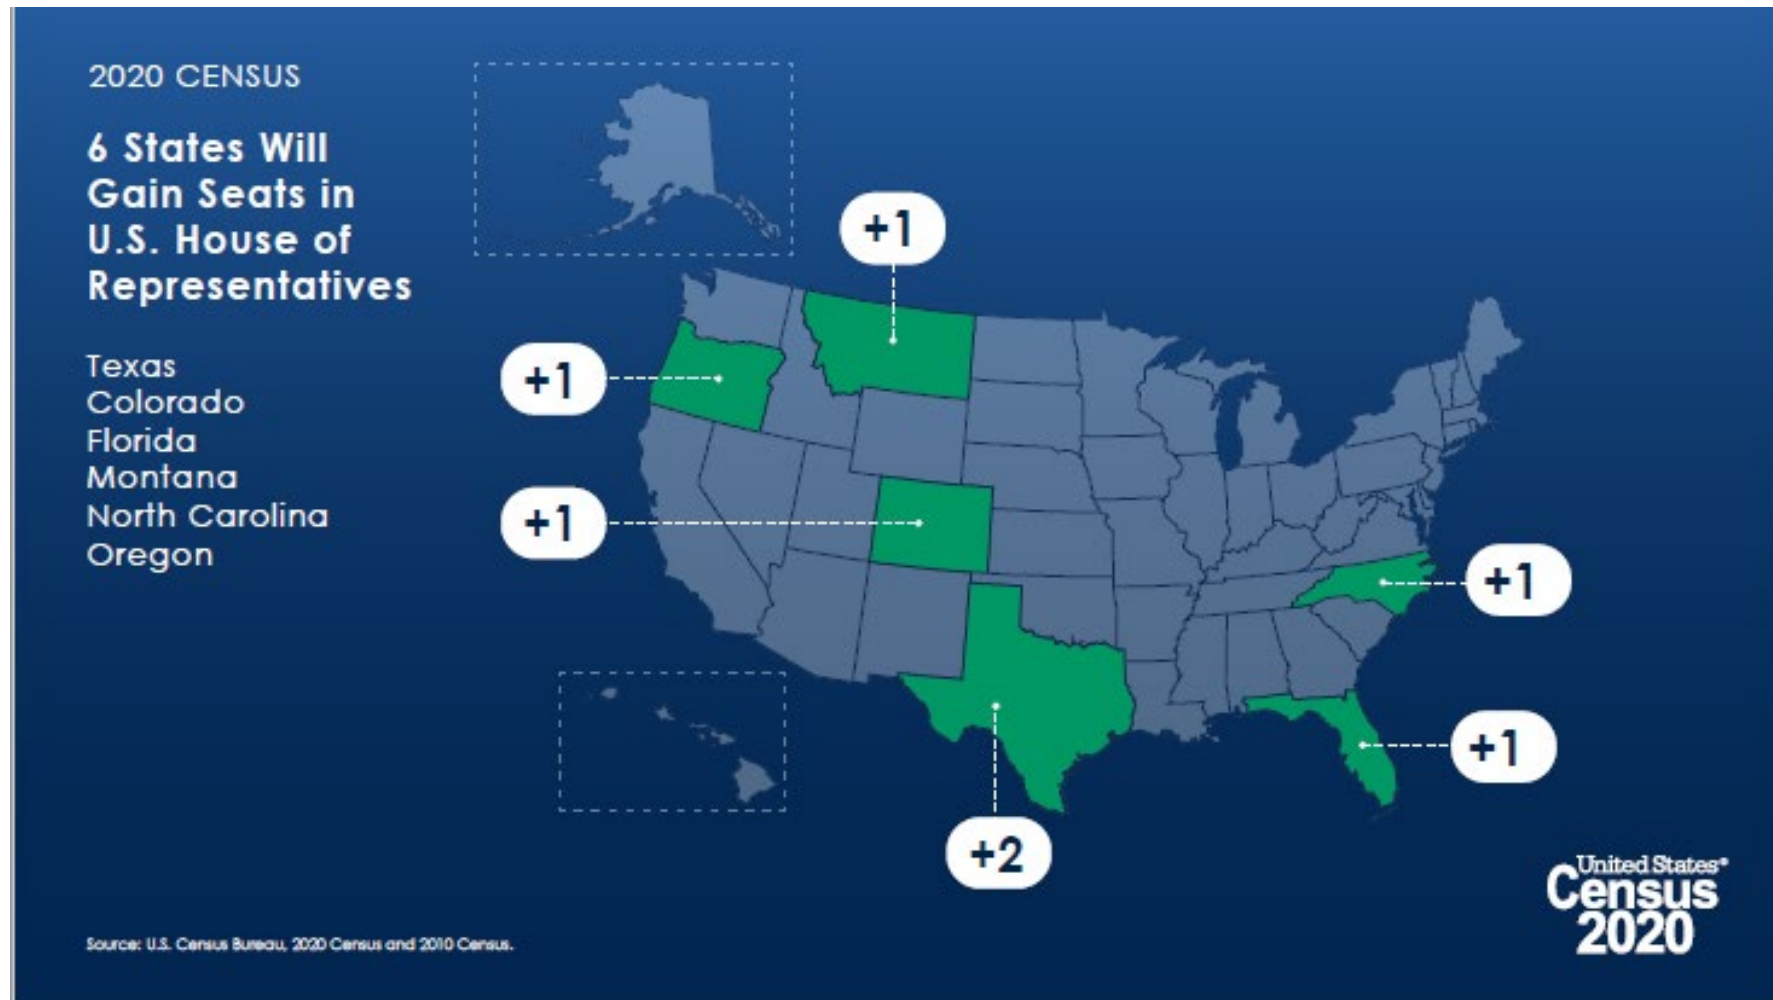 2020 CENSUS
6 States Will
Gain Seats in
U.S. House of
Representatives
Texas
Colorado
Florida
Montana
North Carolina
Oregon
+1
+1
+1
+1
+1
+2
Source: U.S. Census Bureau, 2020 Census and 2010 Census.
United States®
Census
2020